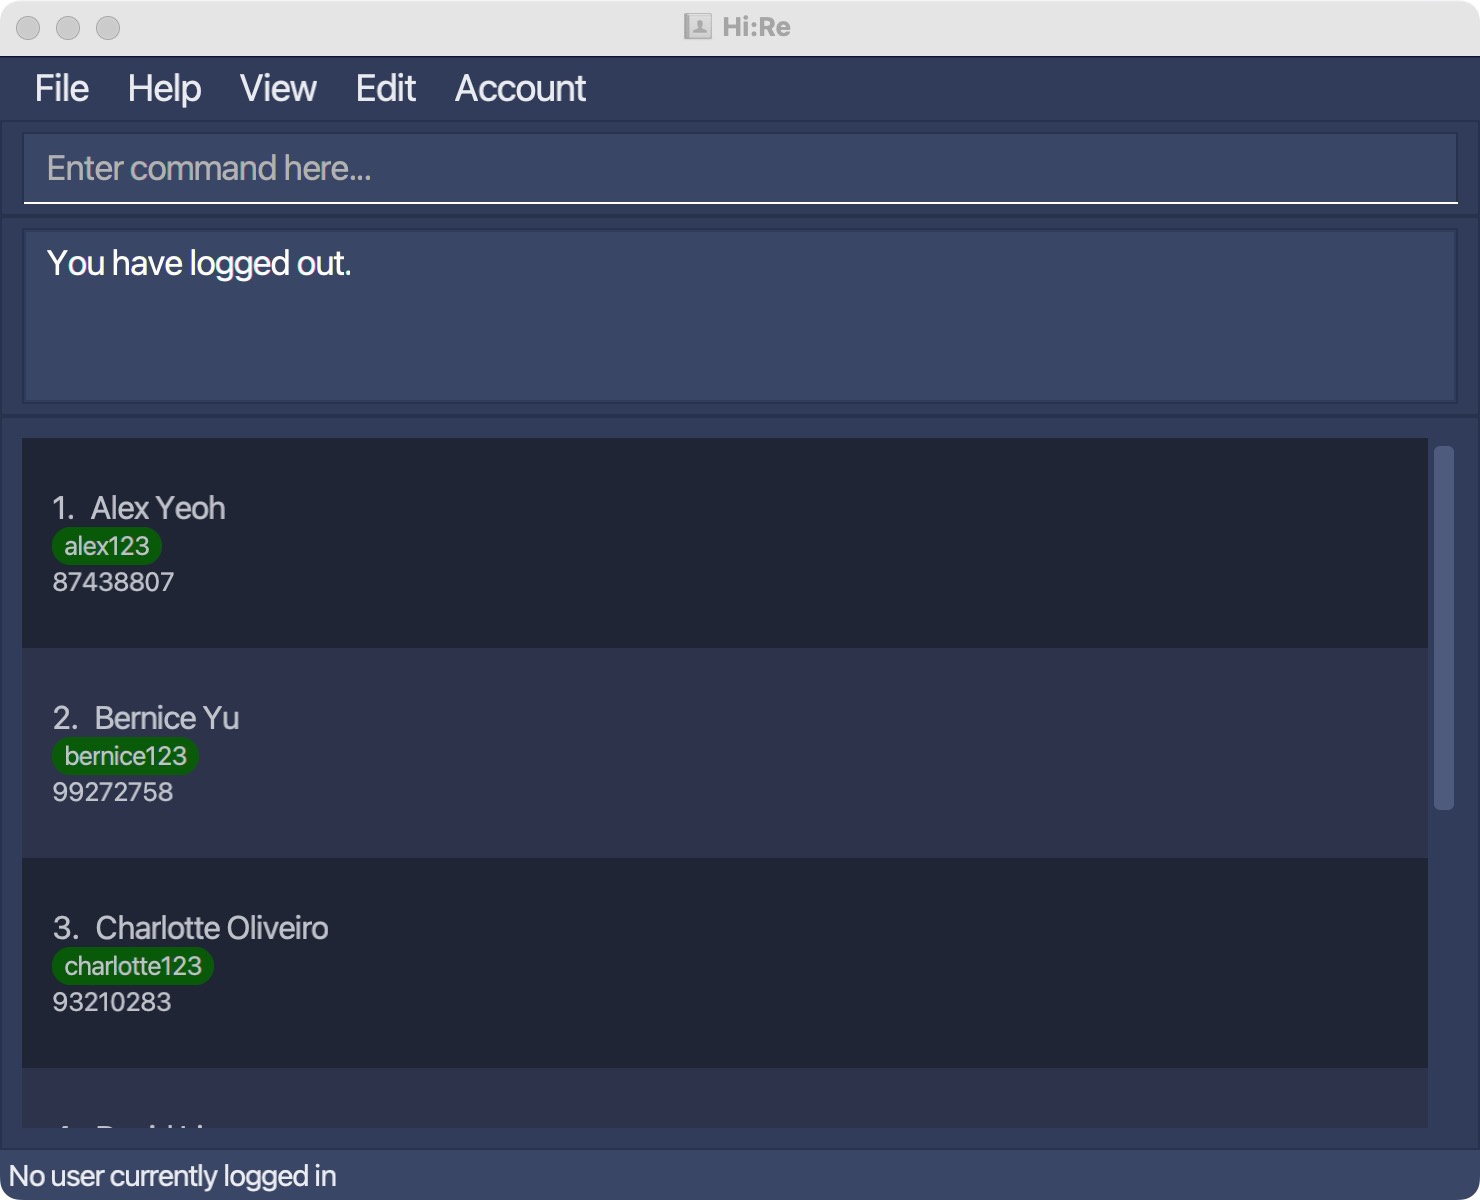 Hi:Re
File Help View Edit Account
Enter command here...
You have logged out.
1. Alex Yeoh
alex123
87438807
2. Bernice Yu
bernice123
99272758
3. Charlotte Oliveiro
charlotte123
93210283
No user currently logged in